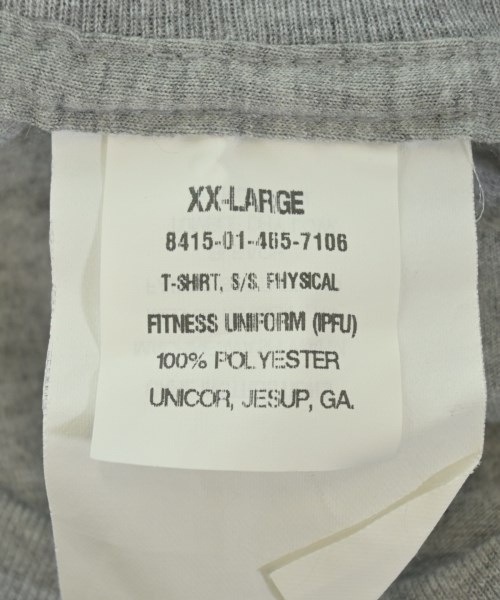 XX-LARGE
8415-01-465-7106
T-SHIRT, S/S, PHYSICAL
FITNESS UNIFORM (IPFU)
100% POLYESTER
UNICOR, JESUP, GA.